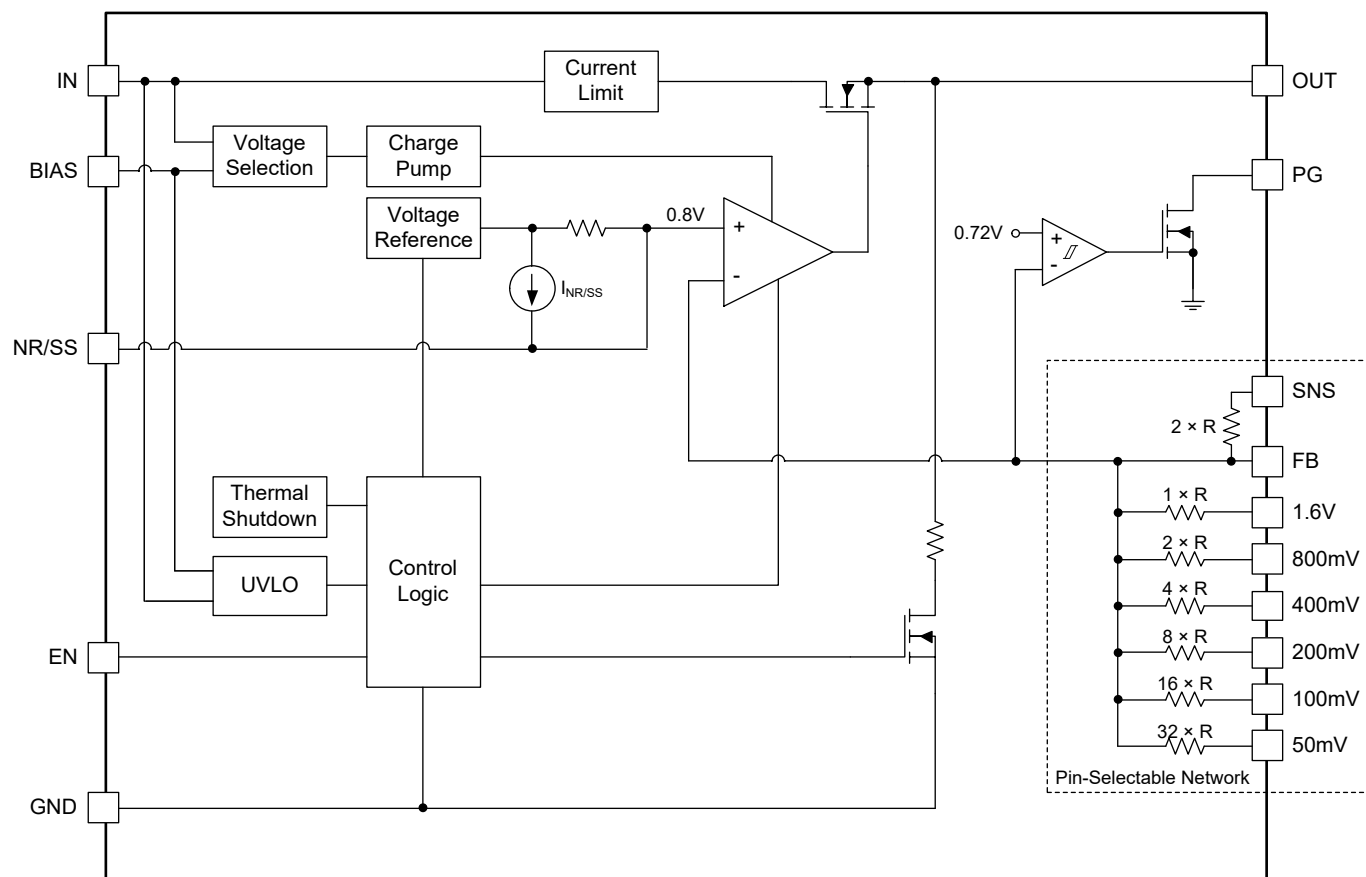 IN
Current
Limit
OUT
Voltage
Selection
Charge
Pump
BIAS
PG
Voltage
Reference
0.8V
+
-
0.72V
+
-
I NR/SS
NR/SS
SNS
2 × R
FB
Thermal
Shutdown
1 × R
1.6V
2 × R
800mV
UVLO
Control
Logic
4 × R
400mV
8 × R
200mV
EN
16 × R
100mV
32 × R
50mV
Pin-Selectable Network
GND